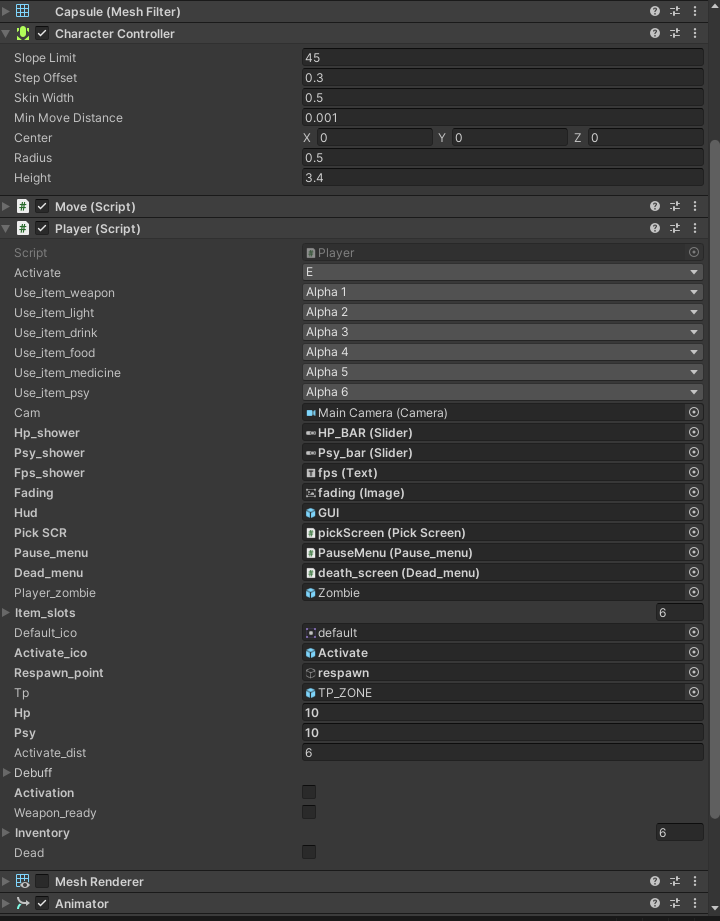 Capsule (Mesh Filter)
Character Controller
Slope Limit 45
Step Offset 0.3
Skin Width 0.5
Min Move Distance 0.001
Center X 0 Y 0 Z 0
Radius 0.5
Height 3.4
# Move (Script)
# Player (Script)
Script # Player
Activate E
Use_item_weapon Alpha 1
Use_item_light Alpha 2
Use_item_drink Alpha 3
Use_item_food Alpha 4
Use_item_medicine Alpha 5
Use_item_psy Alpha 6
Cam Main Camera (Camera)
Hp_shower HP_BAR (Slider)
Psy_shower Psy_bar (Slider)
Fps_shower fps (Text)
Fading fading (Image)
Hud GUI
Pick SCR # pickScreen (Pick Screen)
Pause_menu # PauseMenu (Pause_menu)
Dead_menu # death_screen (Dead_menu)
Player_zombie Zombie
Item_slots 6
Default_ico default
Activate_ico Activate
Respawn_point respawn
Tp TP_ZONE
Hp 10
Psy 10
Activate_dist 6
Debuff
Activation
Weapon_ready
Inventory 6
Dead
Mesh Renderer
Animator